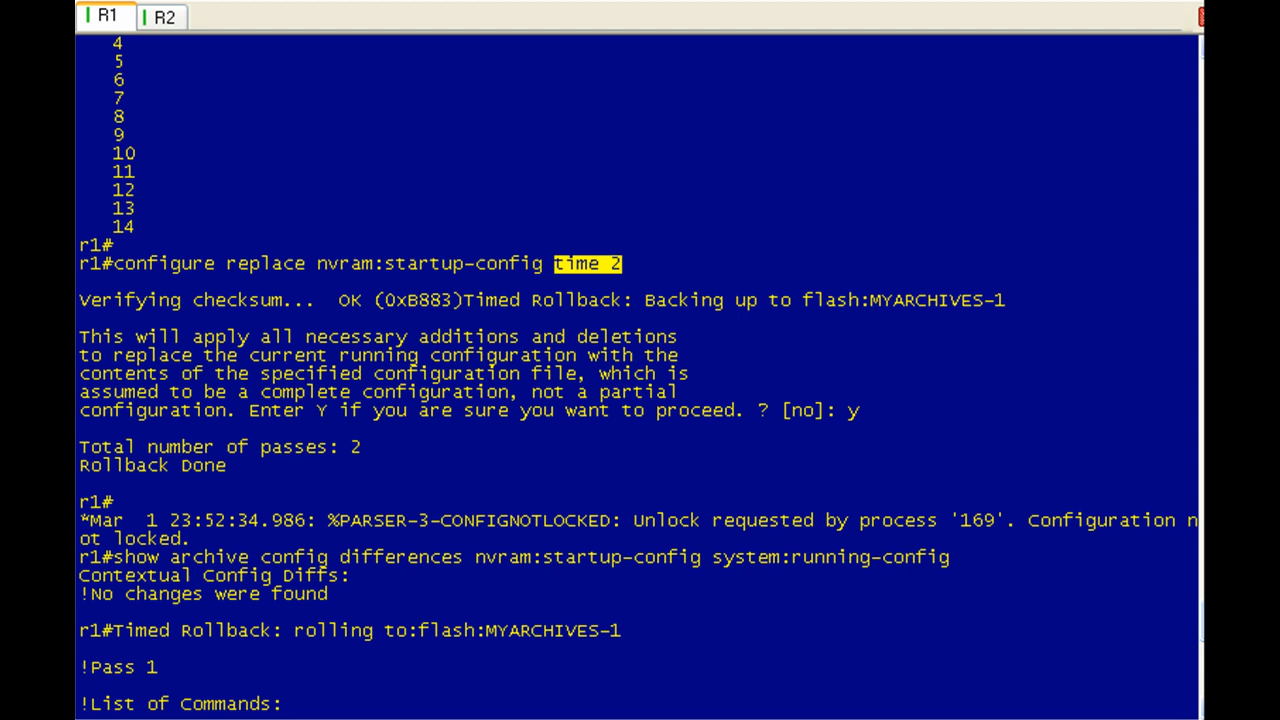 R1
R2
4
5
6
7
8
9
10
11
12
13
14
r1#
r1#configure replace nvram:startup-config time 2
Verifying checksum...  OK (0xB883)Timed Rollback: Backing up to flash:MYARCHIVES-1
This will apply all necessary additions and deletions
to replace the current running configuration with the
contents of the specified configuration file, which is
assumed to be a complete configuration, not a partial
configuration. Enter Y if you are sure you want to proceed. ? [no]: y
Total number of passes: 2
Rollback Done
r1#
*Mar  1 23:52:34.986: %PARSER-3-CONFIGNOTLOCKED: Unlock requested by process '169'. Configuration n
ot locked.
r1#show archive config differences nvram:startup-config system:running-config
Contextual Config Diffs:
!No changes were found
r1#Timed Rollback: rolling to:flash:MYARCHIVES-1
!Pass 1
!List of Commands: